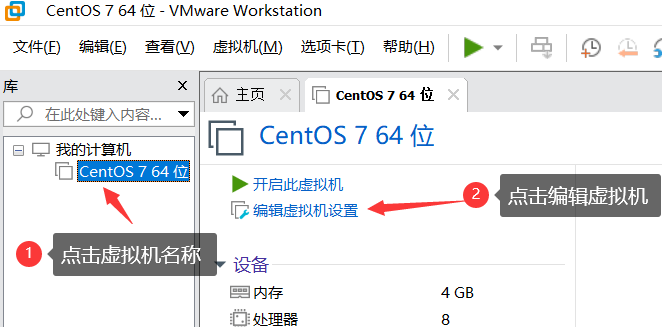 CentOS 7 64 位 - VMware Workstation
文件(F) 编辑(E) 查看(V) 虚拟机(M) 选项卡(T) 帮助(H)
库
在此处键入内容...
我的计算机
CentOS 7 64 位
1 点击虚拟机名称
主页 CentOS 7 64 位
CentOS 7 64 位
开启此虚拟机
编辑虚拟机设置
2 点击编辑虚拟机
设备
内存 4 GB
处理器 8